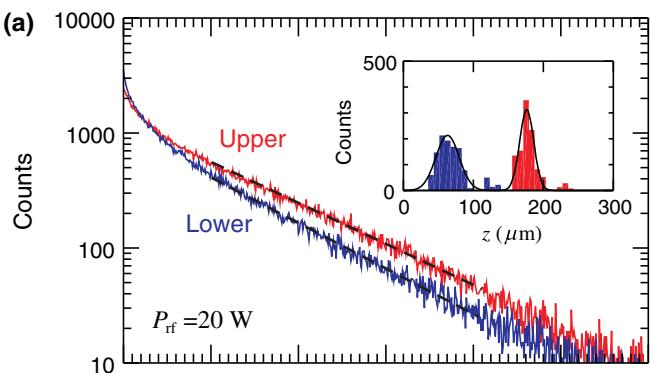 (a)
10000
1000
100
10
Counts
Upper
Lower
P_rf =20 W
500
0
Counts
0 100 200 300
z (μm)